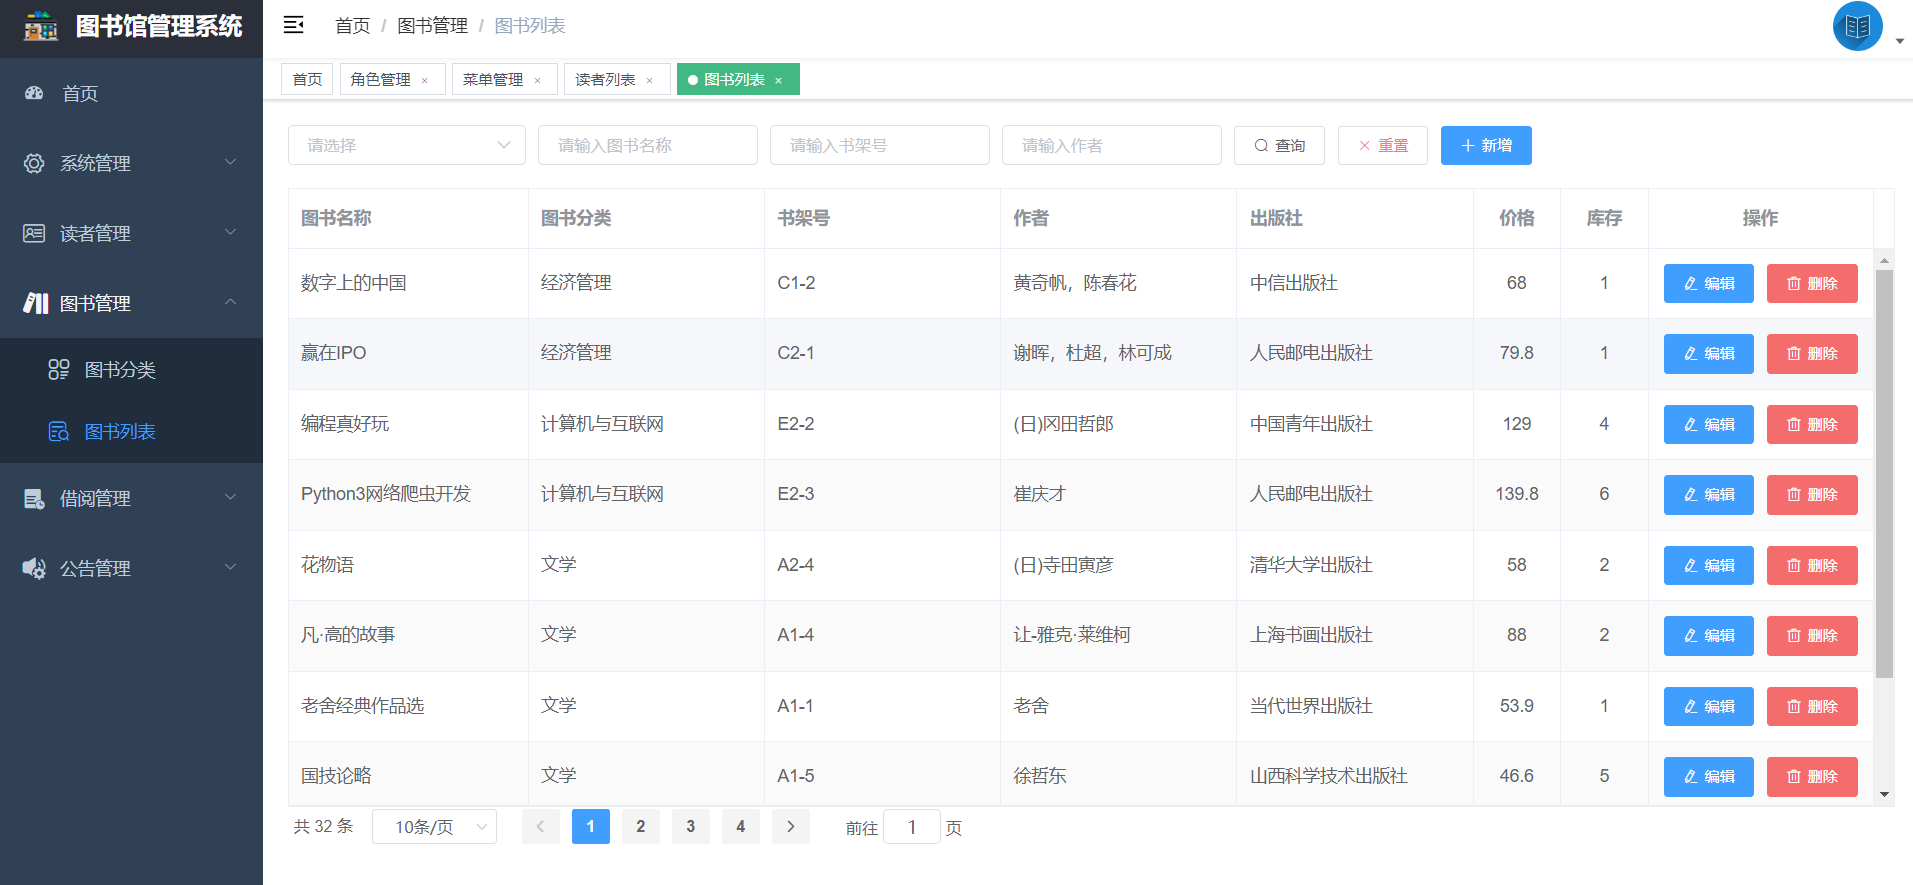 图书馆管理系统
首页 / 图书管理 / 图书列表
首页
角色管理 ×
菜单管理 ×
读者列表 ×
图书列表 ×
首页
系统管理
读者管理
图书管理
图书分类
图书列表
借阅管理
公告管理
请选择 请输入图书名称 请输入书架号 请输入作者 查询 重置 新增
图书名称 图书分类 书架号 作者 出版社 价格 库存 操作
数字上的中国 经济管理 C1-2 黄奇帆，陈春花 中信出版社 68 1 编辑 删除
赢在IPO 经济管理 C2-1 谢晖，杜超，林可成 人民邮电出版社 79.8 1 编辑 删除
编程真好玩 计算机与互联网 E2-2 (日)冈田哲郎 中国青年出版社 129 4 编辑 删除
Python3网络爬虫开发 计算机与互联网 E2-3 崔庆才 人民邮电出版社 139.8 6 编辑 删除
花物语 文学 A2-4 (日)寺田寅彦 清华大学出版社 58 2 编辑 删除
凡·高的故事 文学 A1-4 让-雅克·莱维柯 上海书画出版社 88 2 编辑 删除
老舍经典作品选 文学 A1-1 老舍 当代世界出版社 53.9 1 编辑 删除
国技论略 文学 A1-5 徐哲东 山西科学技术出版社 46.6 5 编辑 删除
共 32 条 10条/页 1 2 3 4 前往 1 页